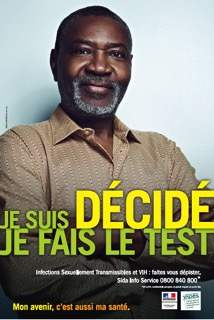 JE SUIS DÉCIDÉ
JE FAIS LE TEST
Infections Sexuellement Transmissibles et VIH : faites vous dépister.
Sida Info Service 0800 840 800*
Mon avenir, c'est aussi ma santé.
inpes